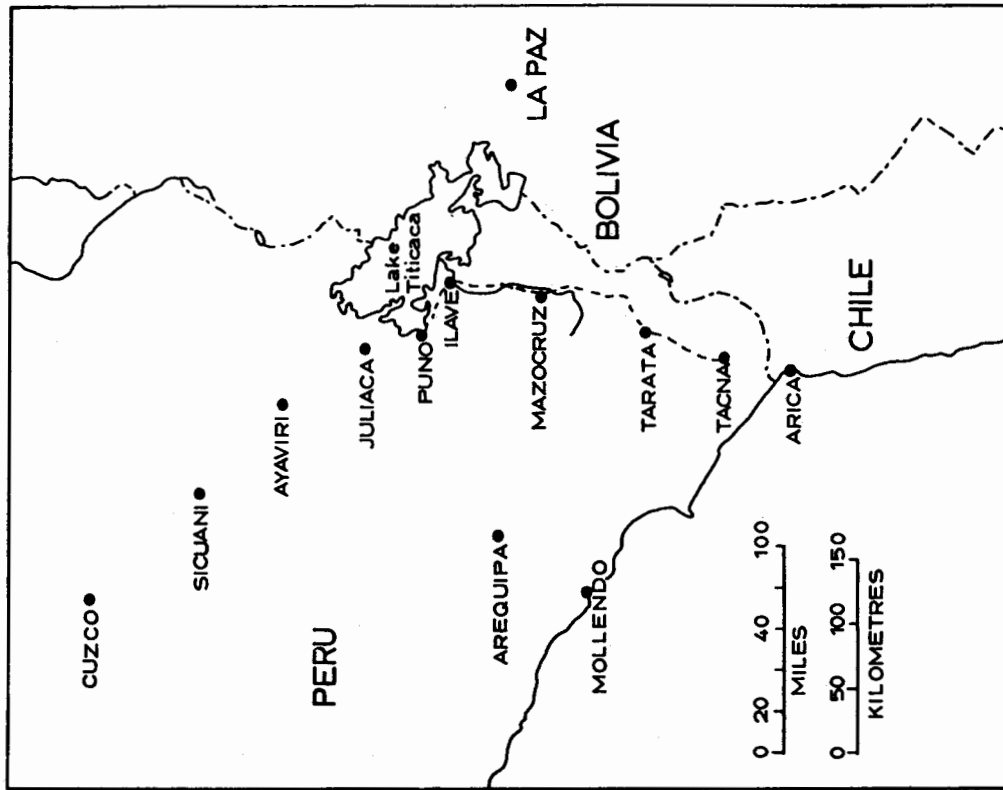 CUZCO
SICUANI
AYAVIRI
JULIACA
PERU
Lake
Titicaca
PUNO
ILAVE
LA PAZ
AREQUIPA
MAZOCRUZ
BOLIVIA
MOLLENDO
TARATA
TACNA
ARICA
CHILE
0 20 40 100
MILES
0 50 100 150
KILOMETRES